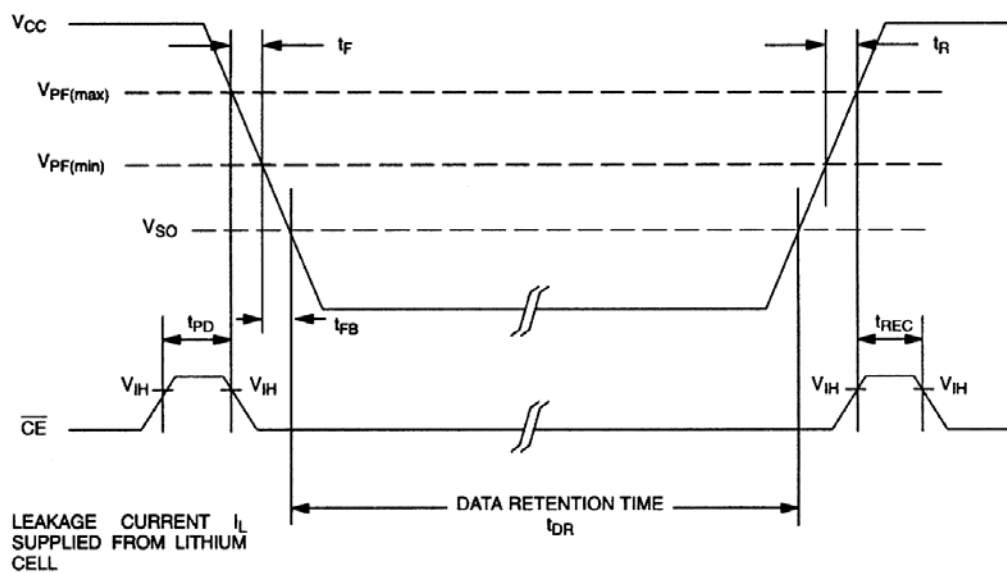 VCC
tF
tR
VPF(max)
VPF(min)
VSO
tPD
tFB
tREC
VIH
VIH
VIH
VIH
CE
DATA RETENTION TIME
tDR
LEAKAGE CURRENT IL
SUPPLIED FROM LITHIUM
CELL